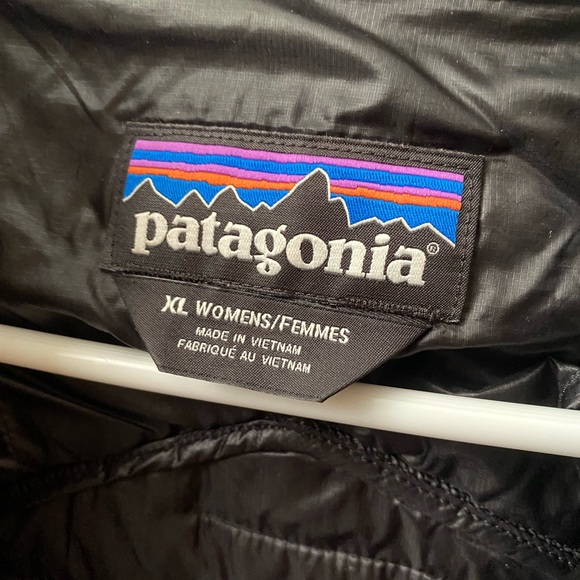 patagonia®
XL WOMENS/FEMMES
MADE IN VIETNAM
FABRIQUÉ AU VIETNAM